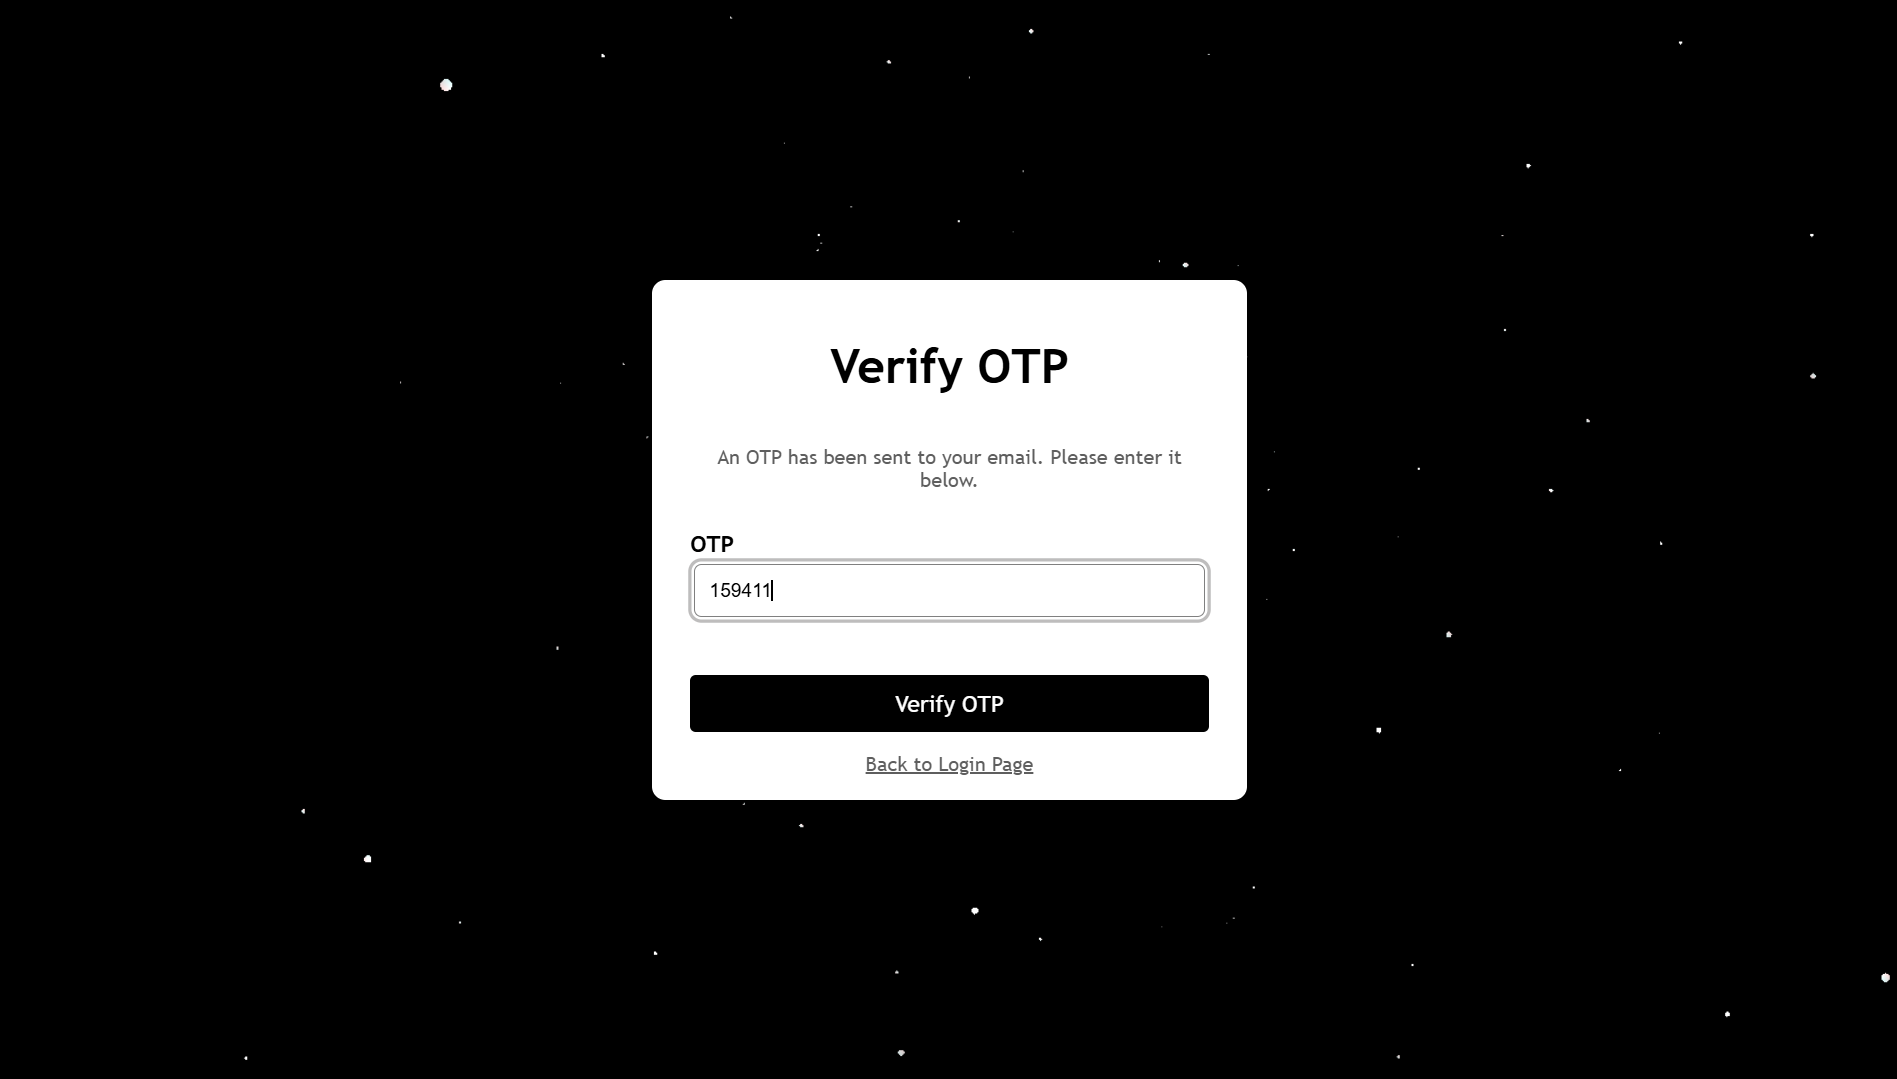 Verify OTP
An OTP has been sent to your email. Please enter it
below.
OTP
159411
Verify OTP
Back to Login Page